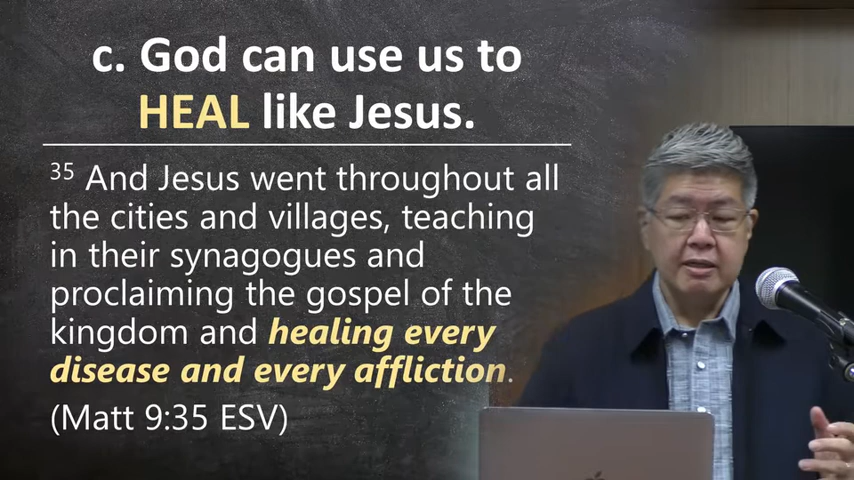 c. God can use us to
HEAL like Jesus.
35 And Jesus went throughout all
the cities and villages, teaching
in their synagogues and
proclaiming the gospel of the
kingdom and healing every
disease and every affliction.
(Matt 9:35 ESV)